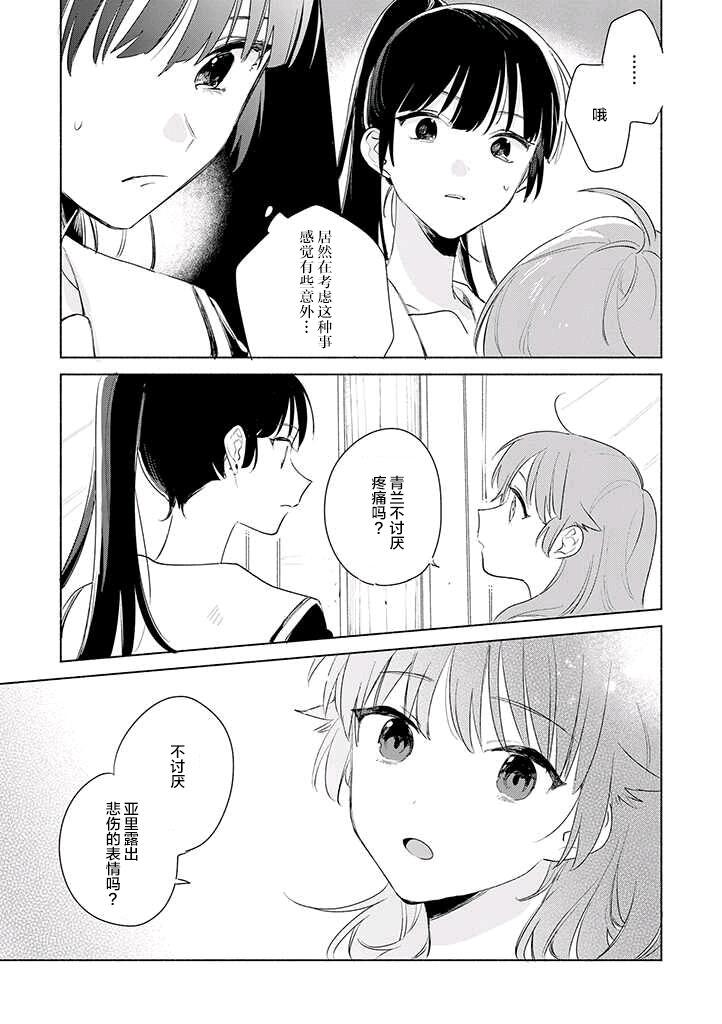 ……
哦
居然在考虑这种事
感觉有些意外…
青兰不讨厌
疼痛吗？
不讨厌
亚里露出
悲伤的表情吗？